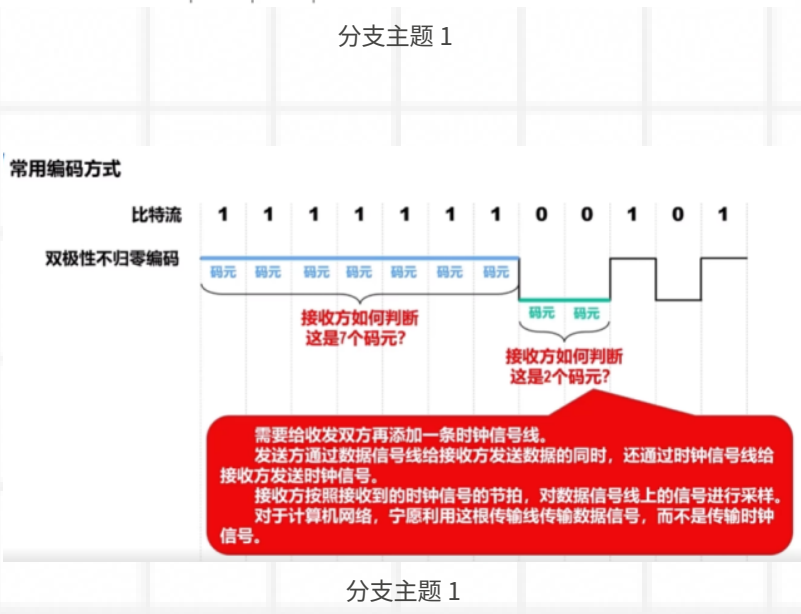 分支主题 1
常用编码方式
比特流 1 1 1 1 1 1 1 0 0 1 0 1
双极性不归零编码
码元 码元 码元 码元 码元 码元 码元
码元 码元
接收方如何判断
这是7个码元？
接收方如何判断
这是2个码元？
需要给收发双方再添加一条时钟信号线。
发送方通过数据信号线给接收方发送数据的同时，还通过时钟信号线给
接收方发送时钟信号。
接收方按照接收到的时钟信号的节拍，对数据信号线上的信号进行采样。
对于计算机网络，宁愿利用这根传输线传输数据信号，而不是传输时钟
信号。
分支主题 1